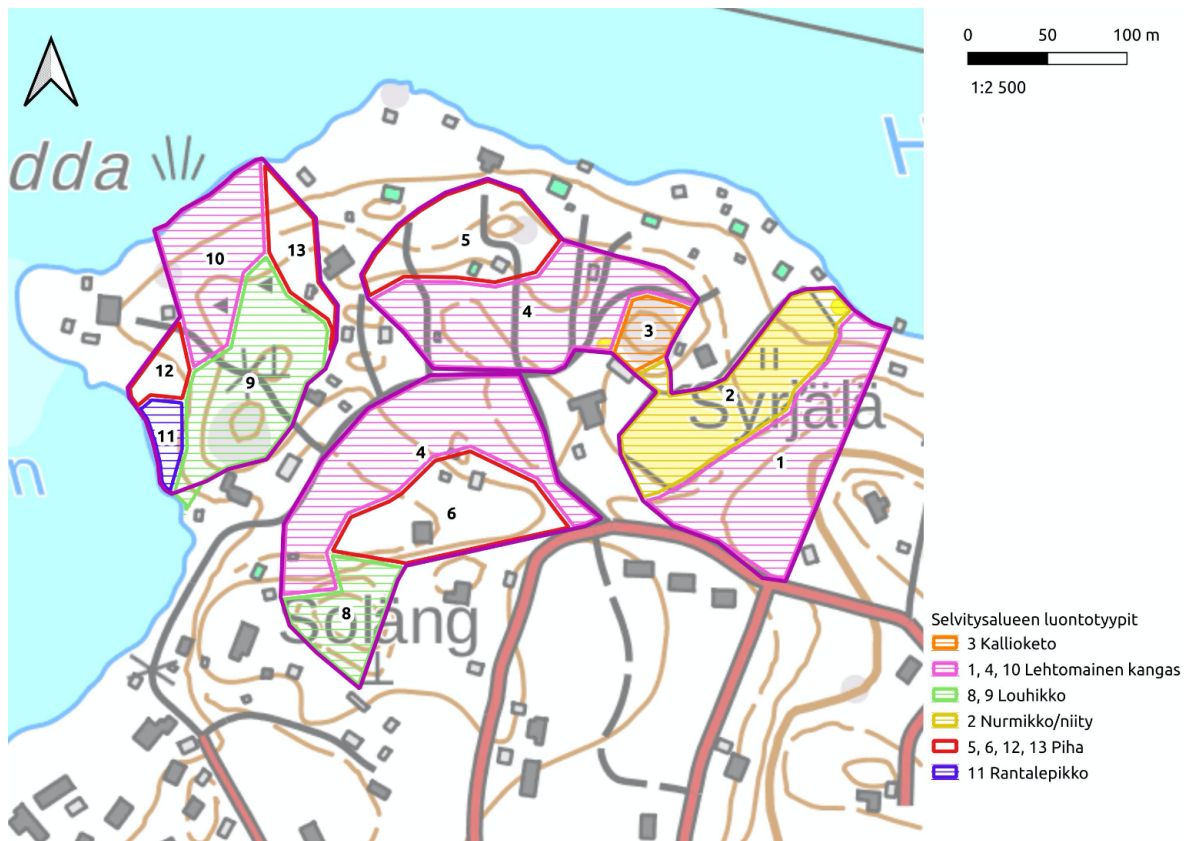 0 50 100 m
1:2 500
dda
H
5
10
13
4
3
12
9
2
Syrjälä
11
4
1
n
6
8
Soläng
Selvitysalueen luontotyypit
3 Kallioketo
1, 4, 10 Lehtomainen kangas
8, 9 Louhikko
2 Nurmikko/niity
5, 6, 12, 13 Piha
11 Rantalepikko